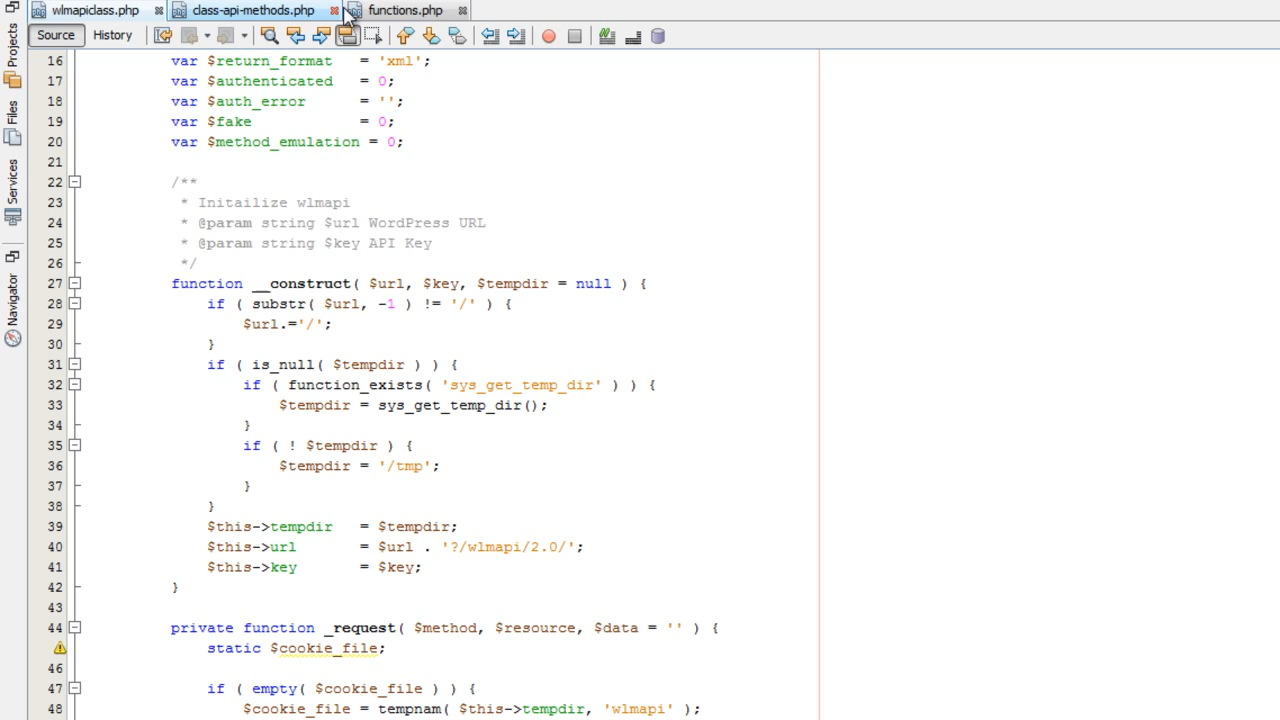 wlmapiclass.php class-api-methods.php functions.php
Source History
Projects
Files
Services
Navigator
16 var $return_format = 'xml';
17 var $authenticated = 0;
18 var $auth_error = '';
19 var $fake = 0;
20 var $method_emulation = 0;
21
22 /**
23 * Initailize wlmapi
24 * @param string $url WordPress URL
25 * @param string $key API Key
26 */
27 function __construct( $url, $key, $tempdir = null ) {
28 if ( substr( $url, -1 ) != '/' ) {
29 $url.='/';
30 }
31 if ( is_null( $tempdir ) ) {
32 if ( function_exists( 'sys_get_temp_dir' ) ) {
33 $tempdir = sys_get_temp_dir();
34 }
35 if ( ! $tempdir ) {
36 $tempdir = '/tmp';
37 }
38 }
39 $this->tempdir = $tempdir;
40 $this->url = $url . '?/wlmapi/2.0/';
41 $this->key = $key;
42 }
43
44 private function _request( $method, $resource, $data = '' ) {
static $cookie_file;
46
47 if ( empty( $cookie_file ) ) {
48 $cookie_file = tempnam( $this->tempdir, 'wlmapi' );